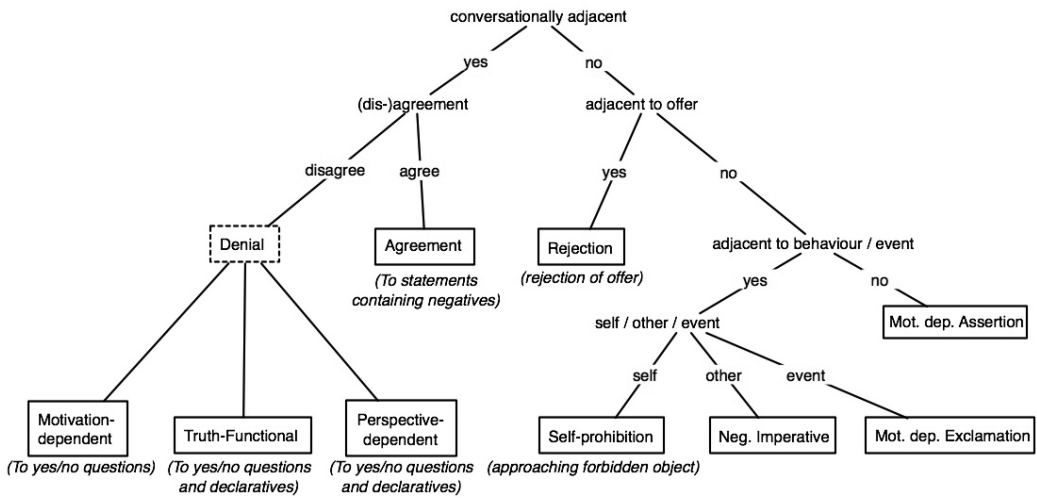 conversationally adjacent
yes
no
(dis-)agreement
adjacent to offer
disagree
agree
yes
no
Denial
Agreement
Rejection
adjacent to behaviour / event
(To statements
containing negatives)
(rejection of offer)
yes
no
self / other / event
Mot. dep. Assertion
self
other
event
Motivation-
dependent
Truth-Functional
Perspective-
dependent
Self-prohibition
Neg. Imperative
Mot. dep. Exclamation
(To yes/no questions)
(To yes/no questions
and declaratives)
(To yes/no questions
and declaratives)
(approaching forbidden object)